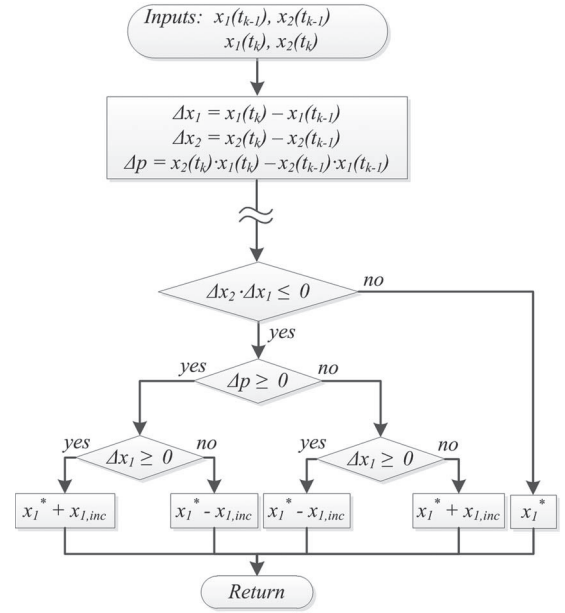 Inputs: x₁(tₖ₋₁), x₂(tₖ₋₁)
x₁(tₖ), x₂(tₖ)
Δx₁ = x₁(tₖ) – x₁(tₖ₋₁)
Δx₂ = x₂(tₖ) – x₂(tₖ₋₁)
Δp = x₂(tₖ)·x₁(tₖ) – x₂(tₖ₋₁)·x₁(tₖ₋₁)
Δx₂·Δx₁ ≤ 0
no
yes
yes
Δp ≥ 0
no
yes
Δx₁ ≥ 0
no
yes
Δx₁ ≥ 0
no
x₁* + x₁,inc
x₁* - x₁,inc
x₁* - x₁,inc
x₁* + x₁,inc
x₁*
Return